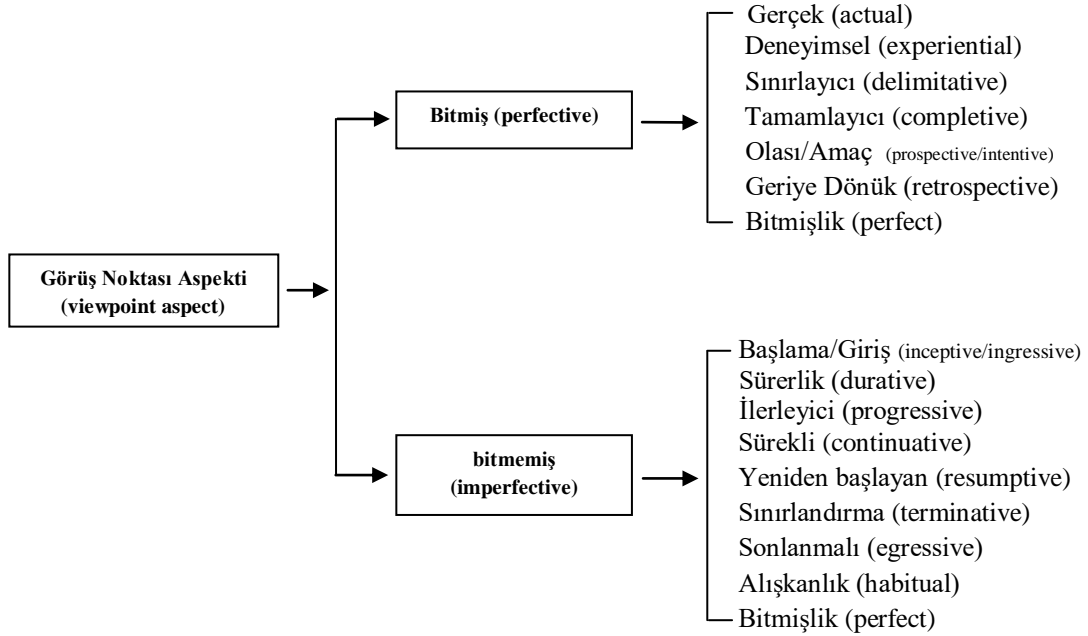 Görüş Noktası Aspekti
(viewpoint aspect)
Bitmiş (perfective)
Gerçek (actual)
Deneyimsel (experiential)
Sınırlayıcı (delimitative)
Tamamlayıcı (completive)
Olası/Amaç (prospective/intentive)
Geriye Dönük (retrospective)
Bitmişlik (perfect)
bitmemiş
(imperfective)
Başlama/Giriş (inceptive/ingressive)
Sürerlik (durative)
İlerleyici (progressive)
Sürekli (continuative)
Yeniden başlayan (resumptive)
Sınırlandırma (terminative)
Sonlanmalı (egressive)
Alışkanlık (habitual)
Bitmişlik (perfect)